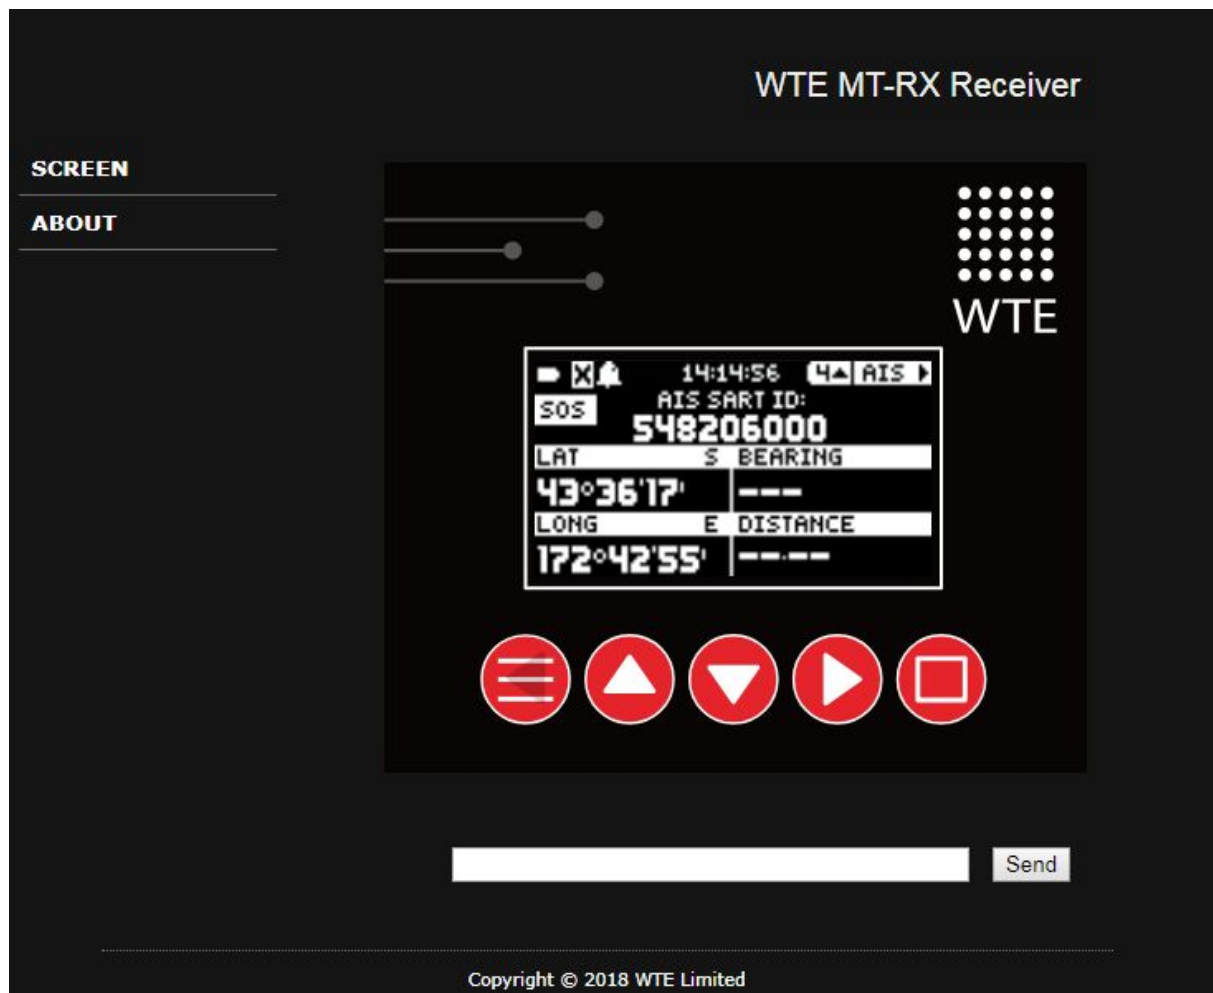 WTE MT-RX Receiver
SCREEN
ABOUT
WTE
14:14:56 4 AIS
AIS SART ID:
SOS
548206000
LAT S BEARING
43°36'17' ---
LONG E DISTANCE
172°42'55' --.--
Send
Copyright © 2018 WTE Limited